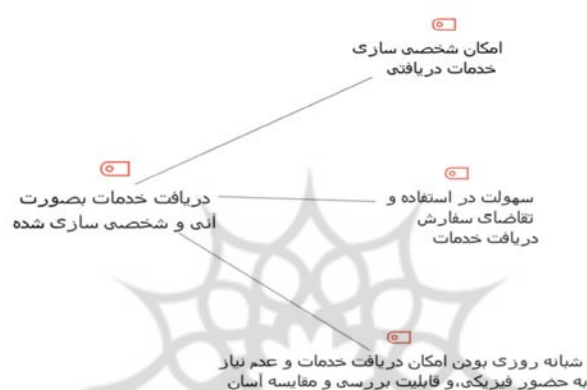 امکان شخصی سازی
خدمات دریافتی
دریافت خدمات بصورت
آنی و شخصی سازی شده
سهولت در استفاده و
تقاضای سفارش
دریافت خدمات
شبانه روزی بودن امکان دریافت خدمات و عدم نیاز
به حضور فیزیکی و قابلیت بررسی و مقایسه آسان